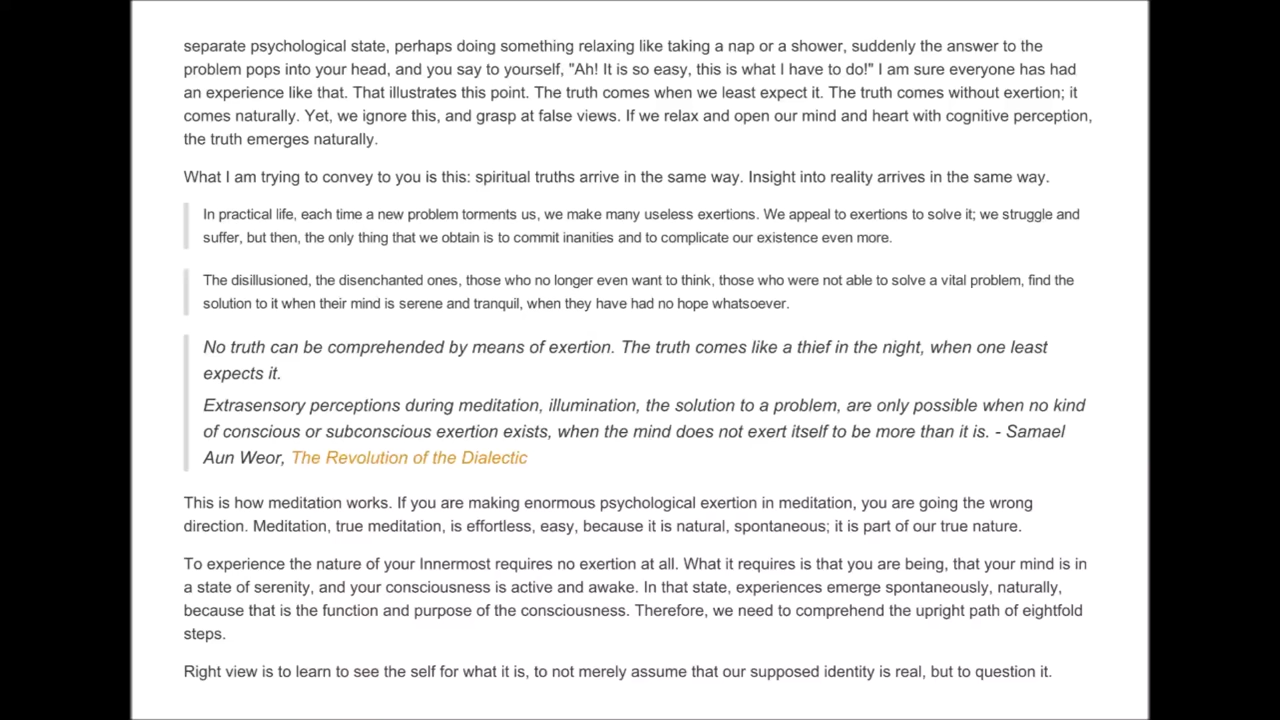 separate psychological state, perhaps doing something relaxing like taking a nap or a shower, suddenly the answer to the
problem pops into your head, and you say to yourself, "Ah! It is so easy, this is what I have to do!" I am sure everyone has had
an experience like that. That illustrates this point. The truth comes when we least expect it. The truth comes without exertion; it
comes naturally. Yet, we ignore this, and grasp at false views. If we relax and open our mind and heart with cognitive perception,
the truth emerges naturally.
What I am trying to convey to you is this: spiritual truths arrive in the same way. Insight into reality arrives in the same way.
In practical life, each time a new problem torments us, we make many useless exertions. We appeal to exertions to solve it; we struggle and
suffer, but then, the only thing that we obtain is to commit inanities and to complicate our existence even more.
The disillusioned, the disenchanted ones, those who no longer even want to think, those who were not able to solve a vital problem, find the
solution to it when their mind is serene and tranquil, when they have had no hope whatsoever.
No truth can be comprehended by means of exertion. The truth comes like a thief in the night, when one least
expects it.
Extrasensory perceptions during meditation, illumination, the solution to a problem, are only possible when no kind
of conscious or subconscious exertion exists, when the mind does not exert itself to be more than it is. - Samael
Aun Weor, The Revolution of the Dialectic
This is how meditation works. If you are making enormous psychological exertion in meditation, you are going the wrong
direction. Meditation, true meditation, is effortless, easy, because it is natural, spontaneous; it is part of our true nature.
To experience the nature of your Innermost requires no exertion at all. What it requires is that you are being, that your mind is in
a state of serenity, and your consciousness is active and awake. In that state, experiences emerge spontaneously, naturally,
because that is the function and purpose of the consciousness. Therefore, we need to comprehend the upright path of eightfold
steps.
Right view is to learn to see the self for what it is, to not merely assume that our supposed identity is real, but to question it.